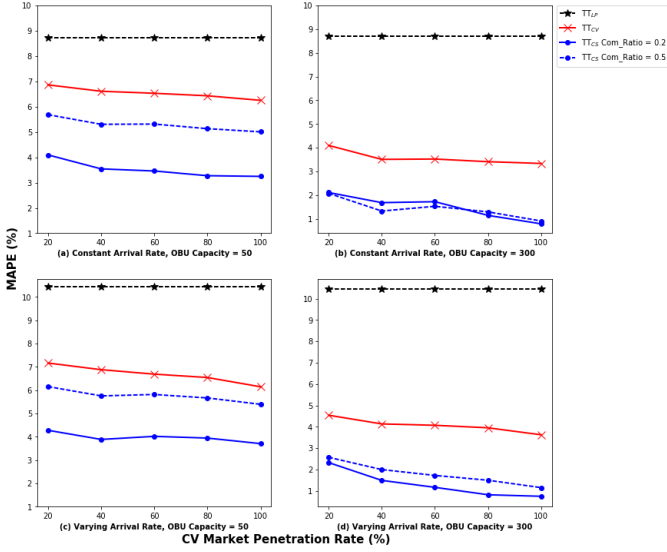 TT_LP
TT_CV
TT_CS Com_Ratio = 0.2
TT_CS Com_Ratio = 0.5
MAPE (%)
10
9
8
7
6
5
4
3
2
1
20 40 60 80 100
(a) Constant Arrival Rate, OBU Capacity = 50
10
9
8
7
6
5
4
3
2
1
20 40 60 80 100
(b) Constant Arrival Rate, OBU Capacity = 300
10
9
8
7
6
5
4
3
2
1
20 40 60 80 100
(c) Varying Arrival Rate, OBU Capacity = 50
10
9
8
7
6
5
4
3
2
1
20 40 60 80 100
(d) Varying Arrival Rate, OBU Capacity = 300
CV Market Penetration Rate (%)